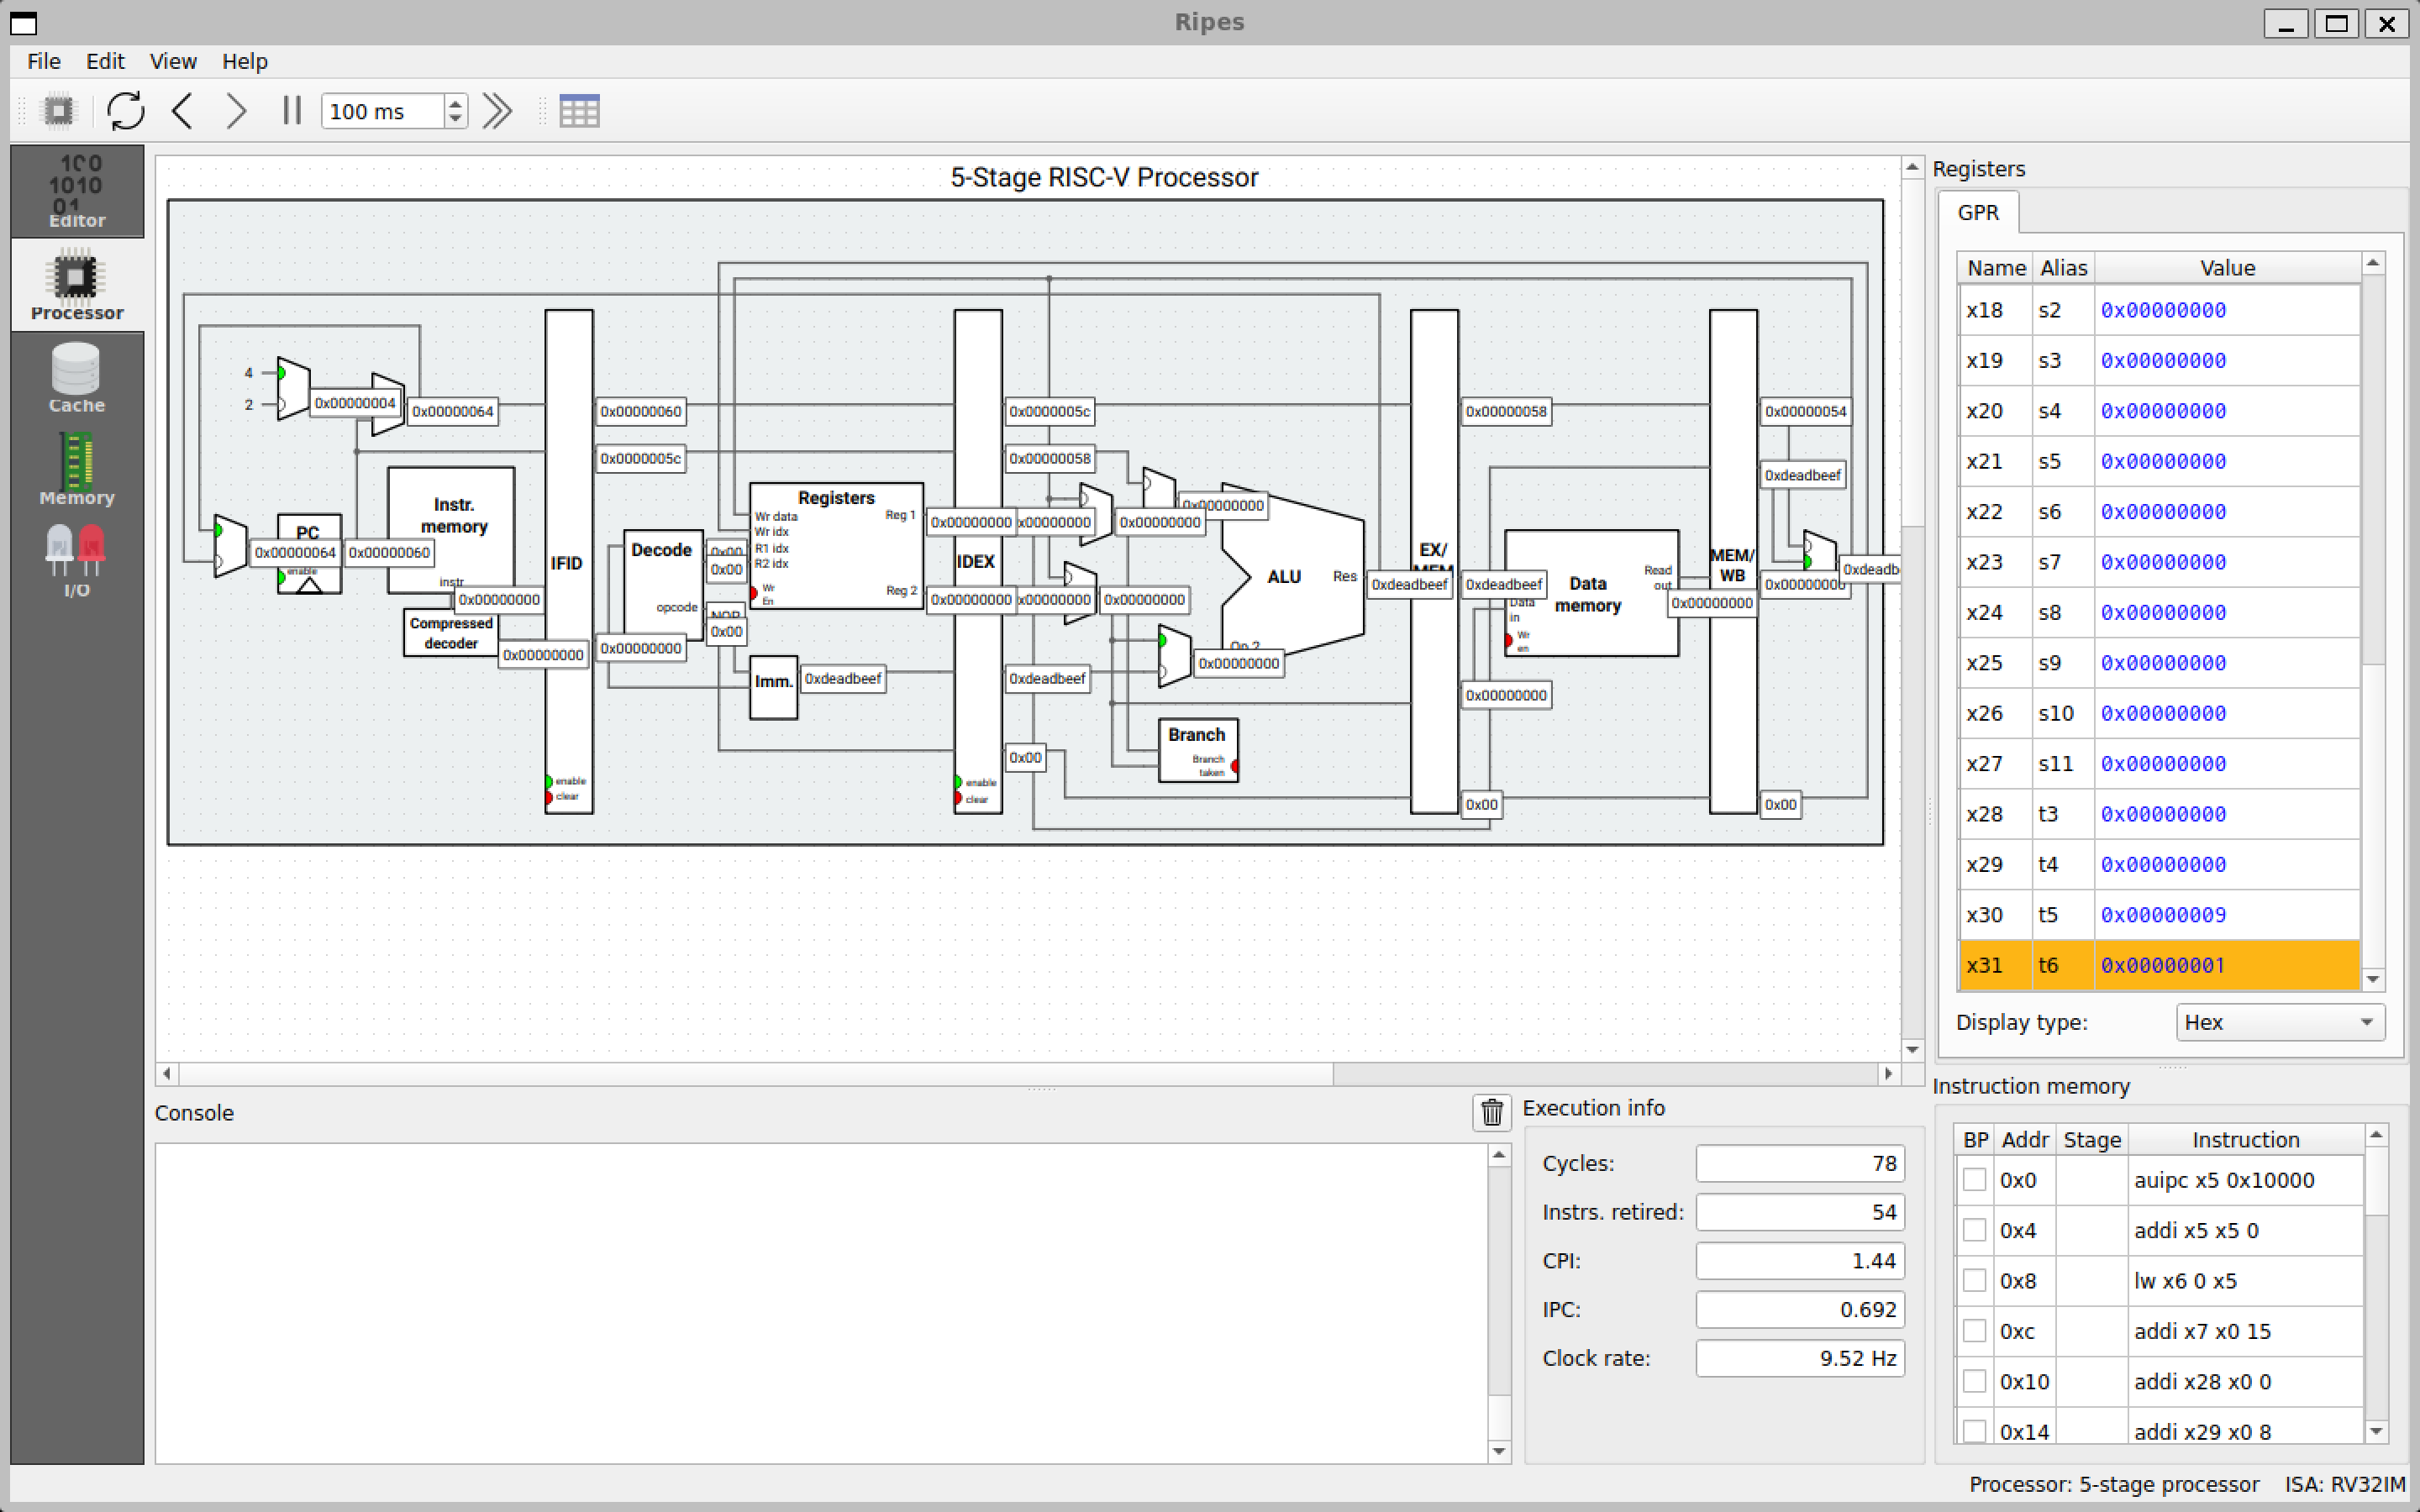 Ripes
File Edit View Help
100 ms
Editor
Processor
Cache
Memory
I/O
5-Stage RISC-V Processor
4
2
0x00000004
0x00000064
0x00000060
0x0000005c
0x00000058
0x00000054
0x0000005c
0x00000058
0xdeadbeef
PC
enable
0x00000064
0x00000060
Instr.
memory
instr
0x00000000
Compressed
decoder
0x00000000
IFID
enable
clear
0x00000000
Decode
opcode
0x00
0x00
NOP
0x00
Registers
Wr data
Wr idx
R1 idx
R2 idx
Wr
En
Reg 1
Reg 2
0x00000000
0x00000000
Imm.
0xdeadbeef
IDEX
enable
clear
x00000000
x00000000
0xdeadbeef
0x00
0x00000000
0x00000000
0x00000000
0x00000000
ALU
Res
Op 2
Branch
Branch
taken
0xdeadbeef
EX/
MEM
0xdeadbeef
0x00000000
0x00
Data
memory
Data
in
Wr
en
Read
out
0x00000000
MEM/
WB
0x00000000
0xdeadb
0x00
Console
Execution info
Cycles: 78
Instrs. retired: 54
CPI: 1.44
IPC: 0.692
Clock rate: 9.52 Hz
Registers
GPR
Name Alias Value
x18 s2 0x00000000
x19 s3 0x00000000
x20 s4 0x00000000
x21 s5 0x00000000
x22 s6 0x00000000
x23 s7 0x00000000
x24 s8 0x00000000
x25 s9 0x00000000
x26 s10 0x00000000
x27 s11 0x00000000
x28 t3 0x00000000
x29 t4 0x00000000
x30 t5 0x00000009
x31 t6 0x00000001
Display type: Hex
Instruction memory
BP Addr Stage Instruction
0x0 auipc x5 0x10000
0x4 addi x5 x5 0
0x8 lw x6 0 x5
0xc addi x7 x0 15
0x10 addi x28 x0 0
0x14 addi x29 x0 8
Processor: 5-stage processor ISA: RV32IM